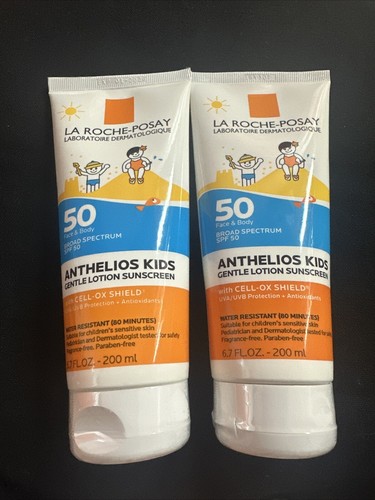 LA ROCHE-POSAY
LABORATOIRE DERMATOLOGIQUE
50
Face & Body
BROAD SPECTRUM
SPF 50
ANTHELIOS KIDS
GENTLE LOTION SUNSCREEN
with CELL-OX SHIELD
UVB Protection + Antioxidants
WATER RESISTANT (80 MINUTES)
Suitable for children's sensitive skin
and Dermatologist tested for safety
Fragrance-free. Paraben-free
6.7 FL.OZ. - 200 ml
LA ROCHE-POSAY
LABORATOIRE DERMATOLOGIQUE
50
Face & Body
BROAD SPECTRUM
SPF 50
ANTHELIOS KIDS
GENTLE LOTION SUNSCREEN
with CELL-OX SHIELD
UVA/UVB Protection + Antioxidants
WATER RESISTANT (80 MINUTES)
Suitable for children's sensitive skin
Pediatrician and Dermatologist tested for
Fragrance-free. Paraben-free
6.7 FL.OZ. - 200 ml